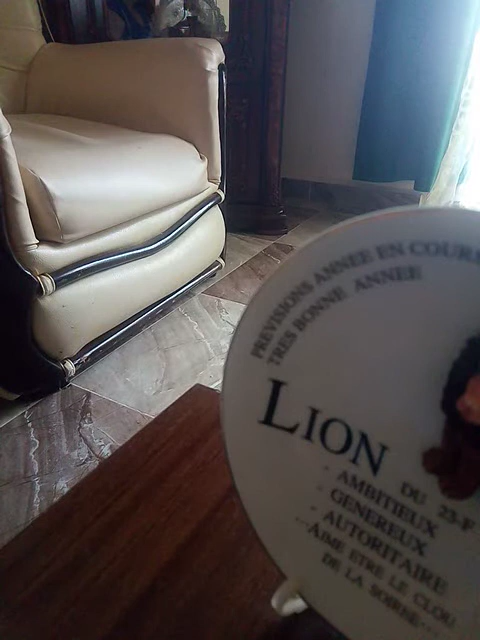 PREVISIONS ANNEE EN COURS
TRES BONNE ANNEE
LION
DU 23-F
- AMBITIEUX
- GENEREUX
- AUTORITAIRE
...AIME ETRE LE CLOU
DE LA SOIREE...